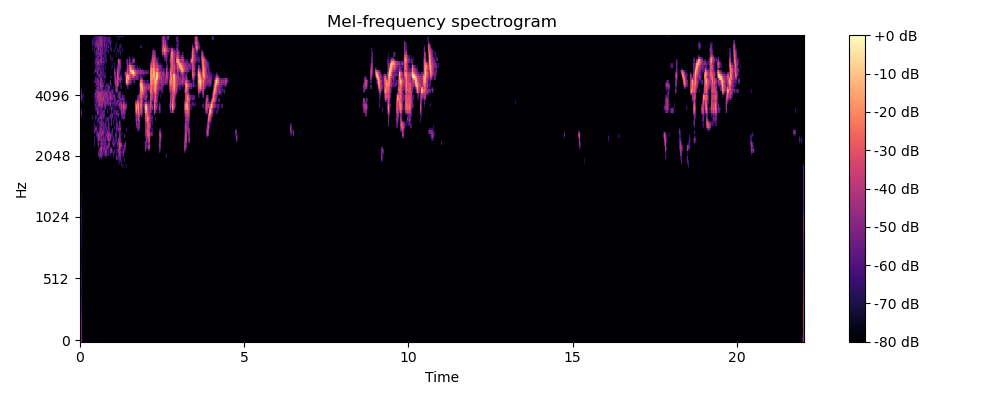 Mel-frequency spectrogram
Hz
4096
2048
1024
512
0
0 5 10 15 20
Time
+0 dB
-10 dB
-20 dB
-30 dB
-40 dB
-50 dB
-60 dB
-70 dB
-80 dB